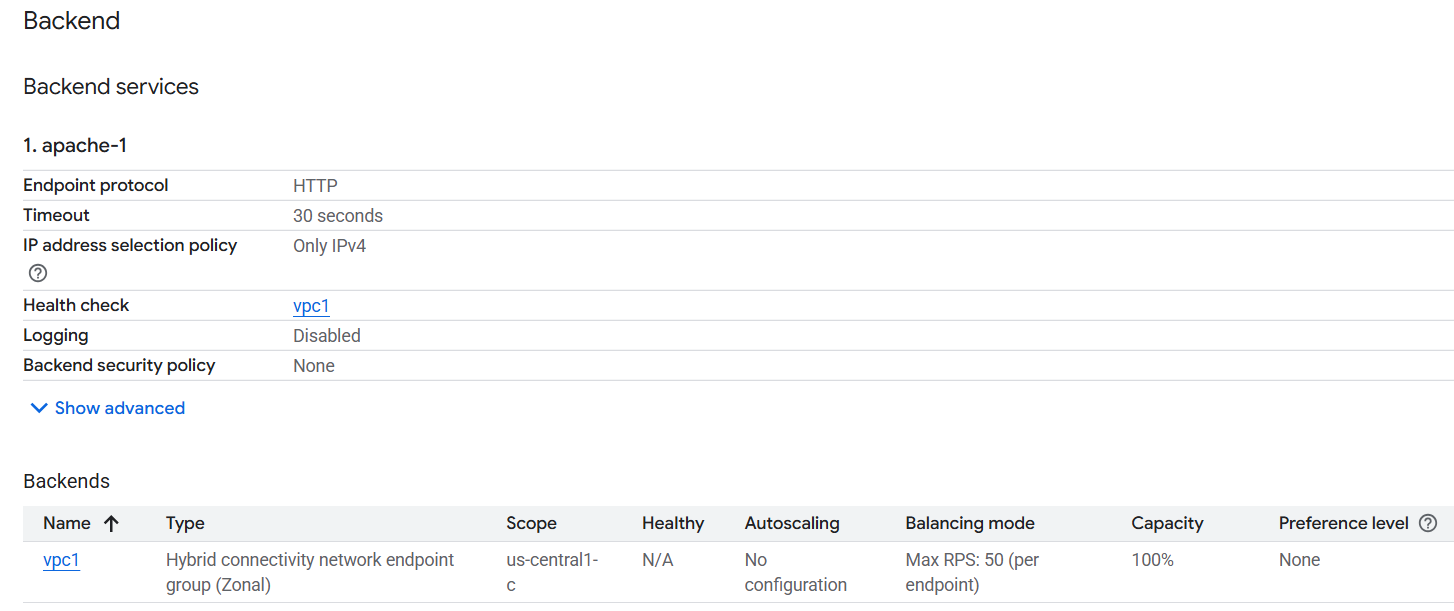 Backend
Backend services
1. apache-1
Endpoint protocol HTTP
Timeout 30 seconds
IP address selection policy Only IPv4
?
Health check vpc1
Logging Disabled
Backend security policy None
Show advanced
Backends
Name Type Scope Healthy Autoscaling Balancing mode Capacity Preference level ?
vpc1 Hybrid connectivity network endpoint us-central1- N/A No Max RPS: 50 (per 100% None
group (Zonal) c configuration endpoint)